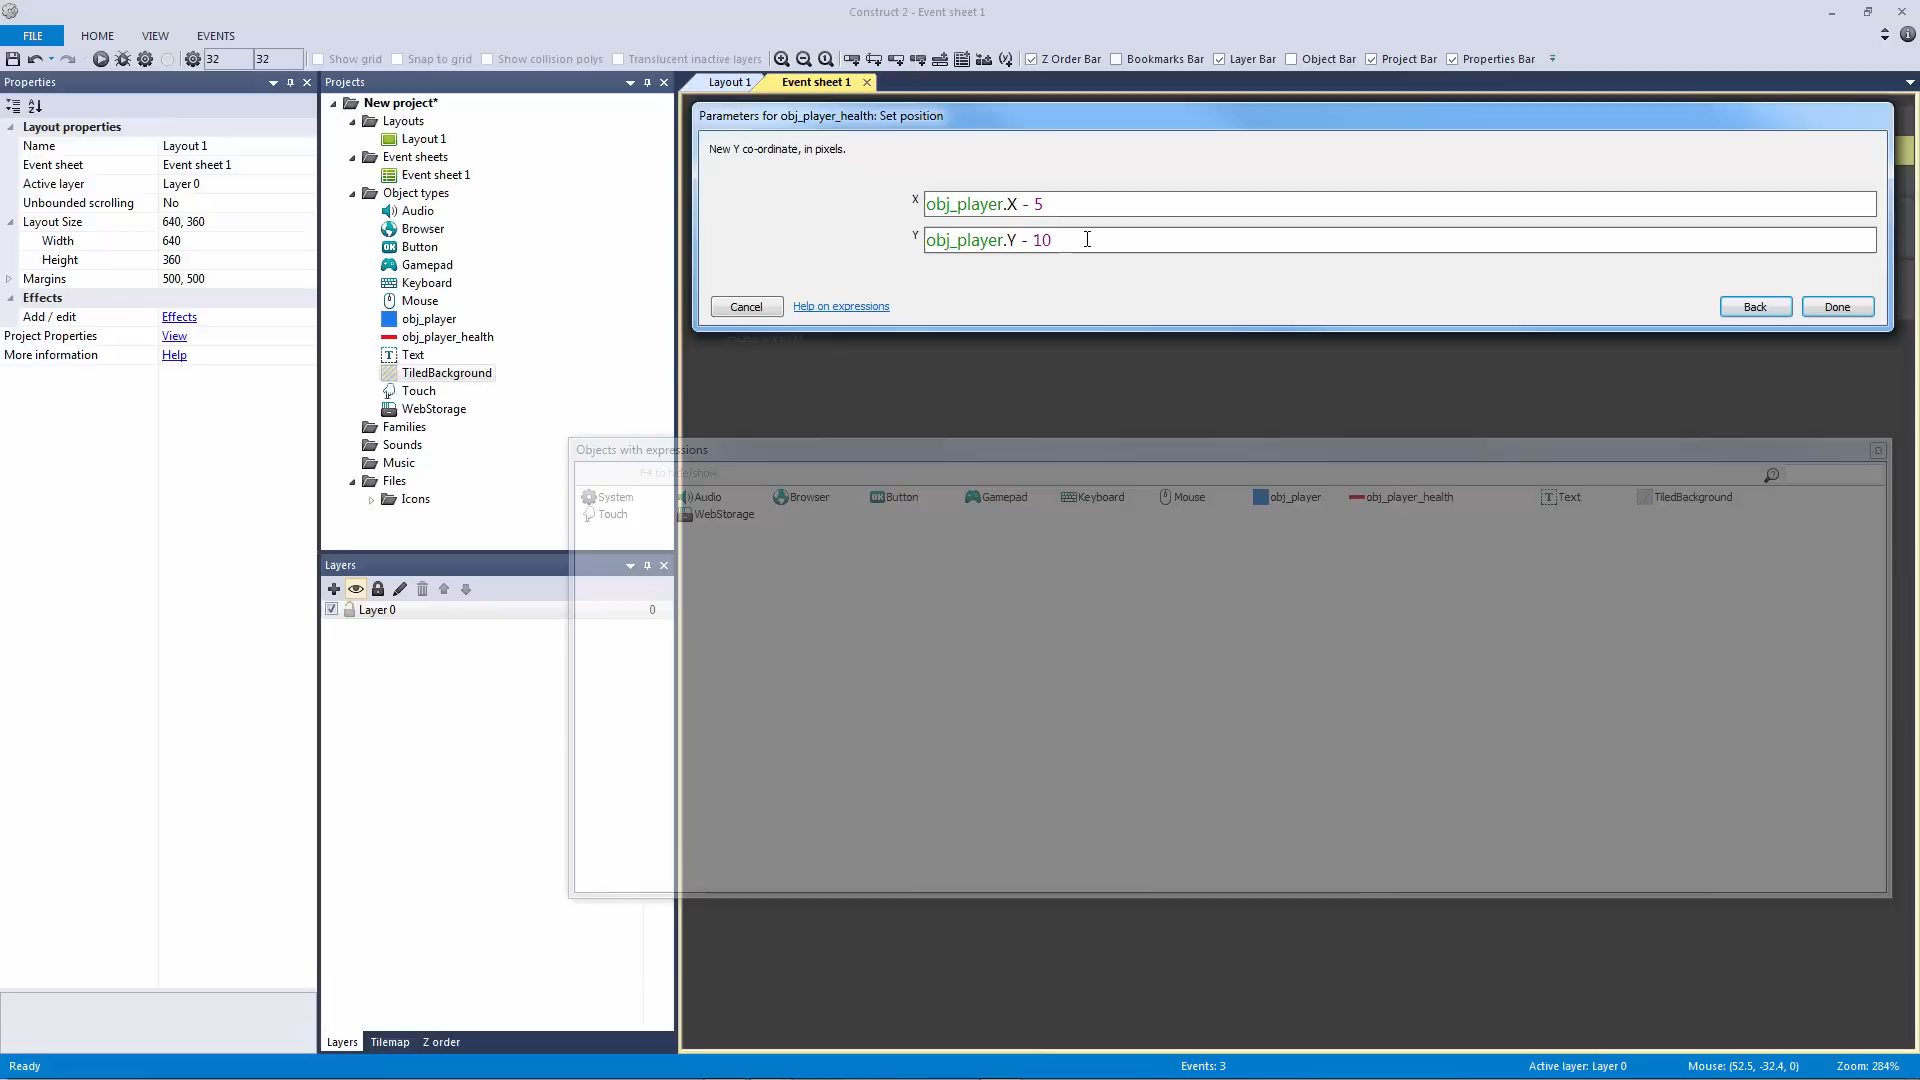 Construct 2 - Event sheet 1
FILE HOME VIEW EVENTS
32 32 Show grid Snap to grid Show collision polys Translucent inactive layers Z Order Bar Bookmarks Bar Layer Bar Object Bar Project Bar Properties Bar
Properties
Layout properties
Name Layout 1
Event sheet Event sheet 1
Active layer Layer 0
Unbounded scrolling No
Layout Size 640, 360
Width 640
Height 360
Margins 500, 500
Effects
Add / edit Effects
Project Properties View
More information Help
Projects
New project*
Layouts
Layout 1
Event sheets
Event sheet 1
Object types
Audio
Browser
Button
Gamepad
Keyboard
Mouse
obj_player
obj_player_health
Text
TiledBackground
Touch
WebStorage
Families
Sounds
Music
Files
Icons
Layers
Layer 0 0
Layers Tilemap Z order
Layout 1 Event sheet 1
Parameters for obj_player_health: Set position
New Y co-ordinate, in pixels.
X obj_player.X - 5
Y obj_player.Y - 10
Cancel Help on expressions Back Done
Add event
Objects with expressions
F4 to hide/show
System Audio Browser Button Gamepad Keyboard Mouse obj_player obj_player_health Text TiledBackground
Touch WebStorage
Ready Events: 3 Active layer: Layer 0 Mouse: (52.5, -32.4, 0) Zoom: 284%